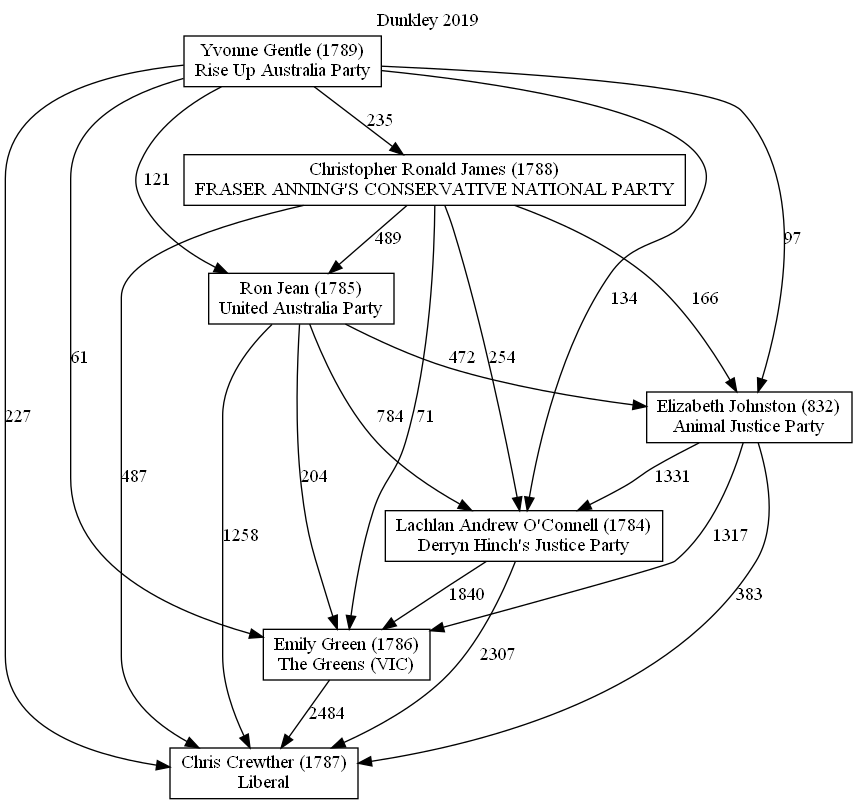 Dunkley 2019
Yvonne Gentle (1789)
Rise Up Australia Party
235
Christopher Ronald James (1788)
FRASER ANNING'S CONSERVATIVE NATIONAL PARTY
121
489
97
Ron Jean (1785)
United Australia Party
134
166
61
472
254
227
784
71
Elizabeth Johnston (832)
Animal Justice Party
487
204
1331
Lachlan Andrew O'Connell (1784)
Derryn Hinch's Justice Party
1258
1317
1840
383
Emily Green (1786)
The Greens (VIC)
2307
2484
Chris Crewther (1787)
Liberal